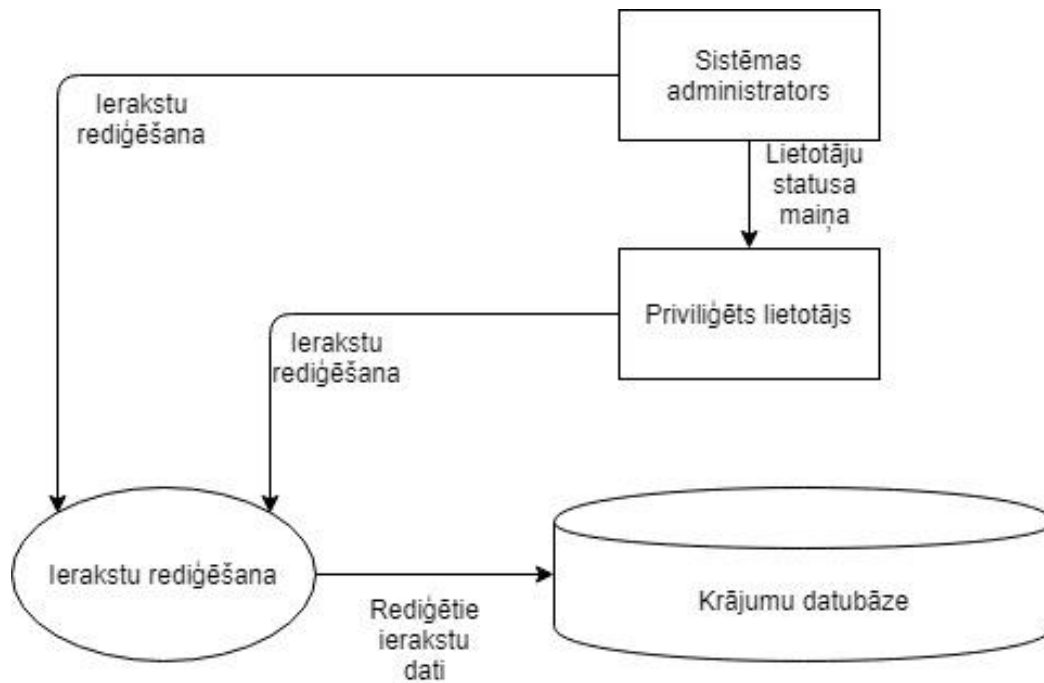 Sistēmas
administrators
Ierakstu
rediģēšana
Lietotāju
statusa
maiņa
Priviliģēts lietotājs
Ierakstu
rediģēšana
Ierakstu rediģēšana
Krājumu datubāze
Rediģētie
ierakstu
dati